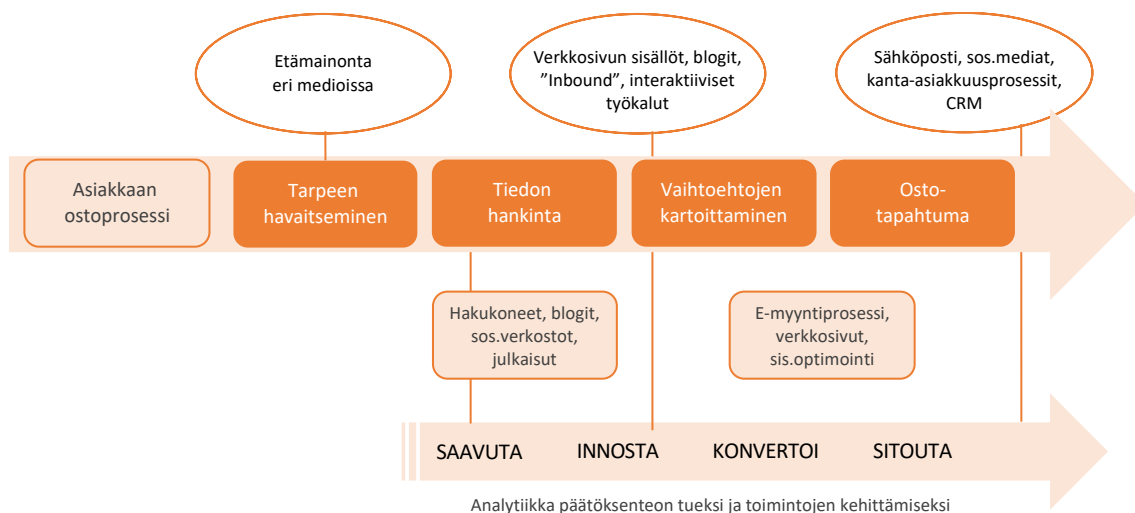 Etämainonta
eri medioissa
Verkkosivun sisällöt, blogit,
”Inbound”, interaktiiviset
työkalut
Sähköposti, sos.mediat,
kanta-asiakkuusprosessit,
CRM
Asiakkaan
ostoprosessi
Tarpeen
havaitseminen
Tiedon
hankinta
Vaihtoehtojen
kartoittaminen
Osto-
tapahtuma
Hakukoneet, blogit,
sos.verkostot,
julkaisut
E-myyntiprosessi,
verkkosivut,
sis.optimointi
SAAVUTA
INNOSTA
KONVERTOI
SITOUTA
Analytiikka päätöksenteon tueksi ja toimintojen kehittämiseksi